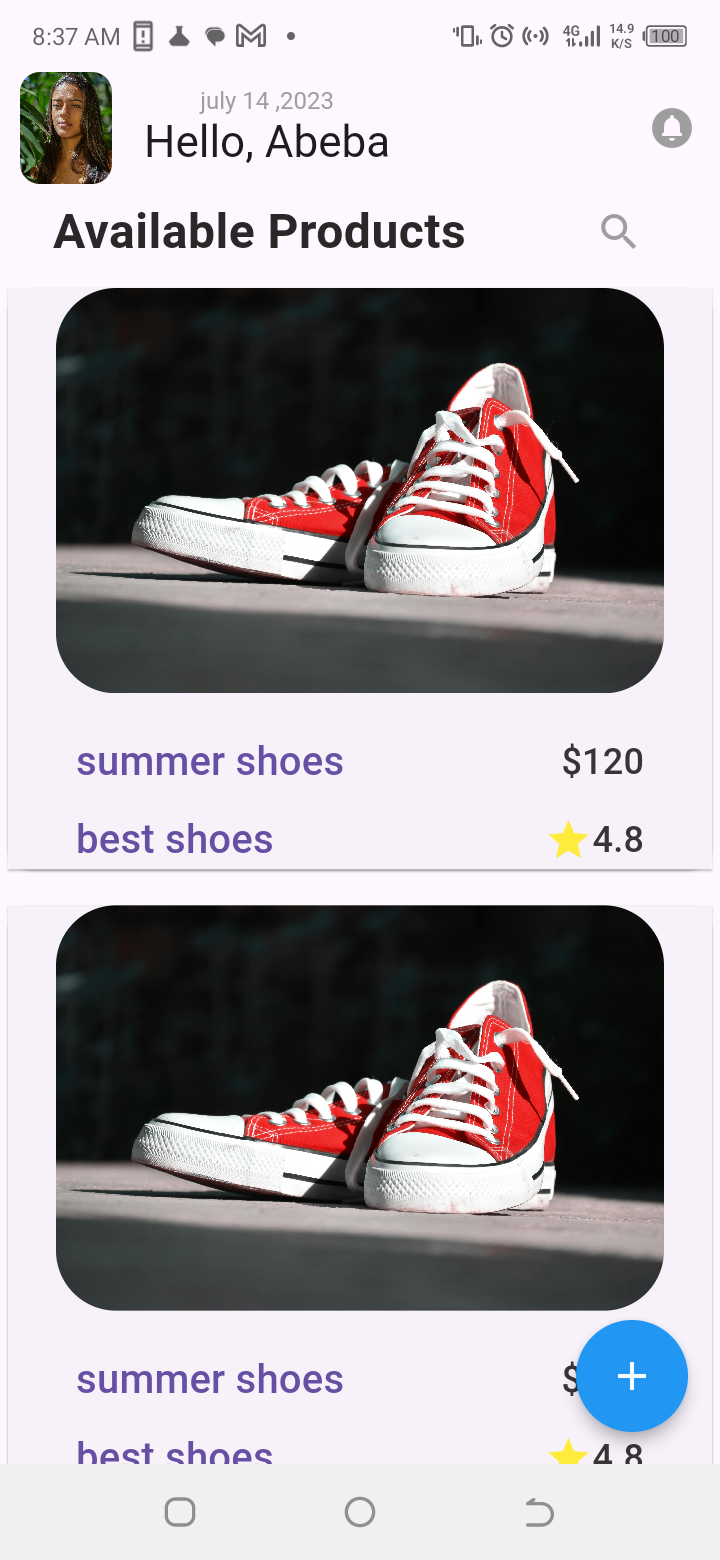 8:37 AM 4G 14.9 K/S 100
july 14 ,2023
Hello, Abeba
Available Products
summer shoes $120
best shoes 4.8
summer shoes $
best shoes 4.8